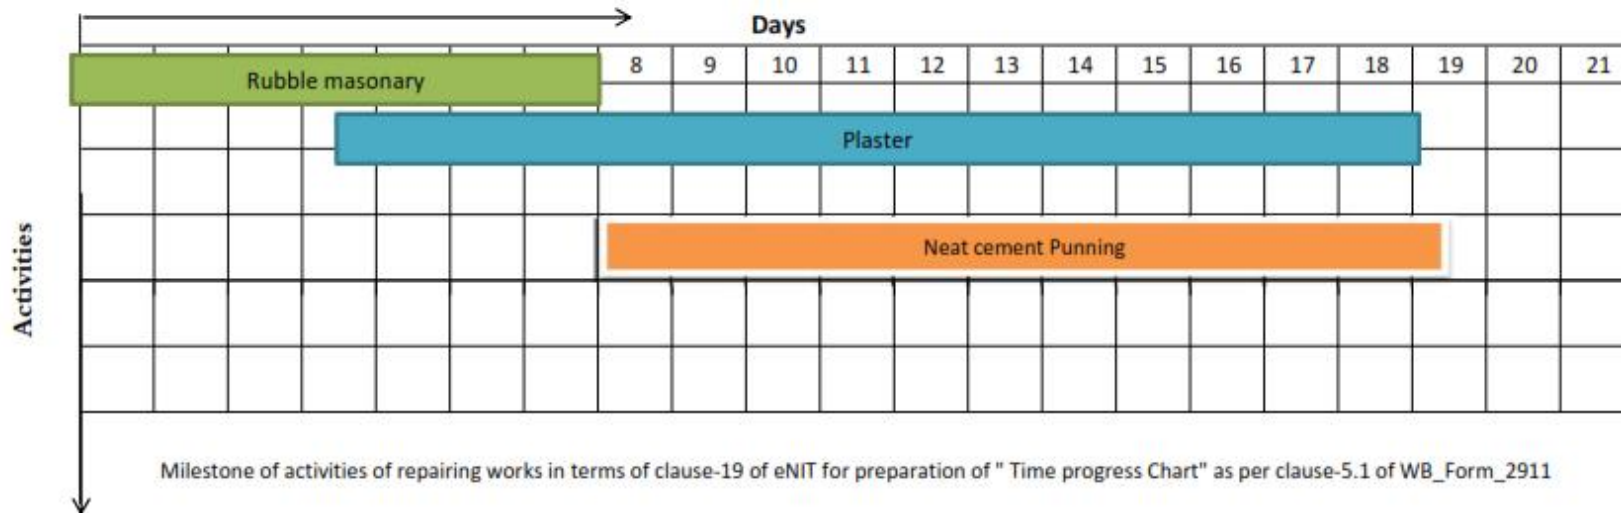 Days
8 9 10 11 12 13 14 15 16 17 18 19 20 21
Rubble masonary
Plaster
Neat cement Punning
Activities
Milestone of activities of repairing works in terms of clause-19 of eNIT for preparation of " Time progress Chart" as per clause-5.1 of WB_Form_2911